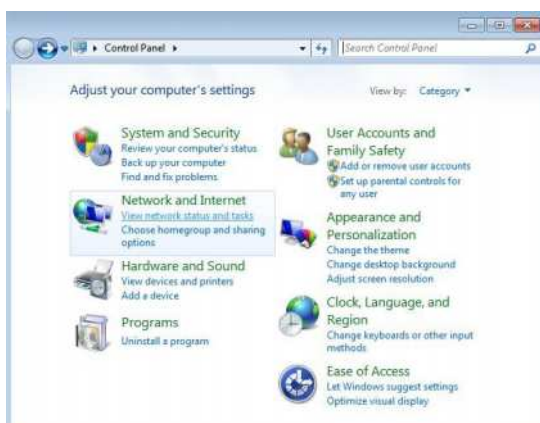 Control Panel
Search Control Panel
Adjust your computer's settings
View by: Category
System and Security
Review your computer's status
Back up your computer
Find and fix problems
Network and Internet
View network status and tasks
Choose homegroup and sharing
options
Hardware and Sound
View devices and printers
Add a device
Programs
Uninstall a program
User Accounts and
Family Safety
Add or remove user accounts
Set up parental controls for
any user
Appearance and
Personalization
Change the theme
Change desktop background
Adjust screen resolution
Clock, Language, and
Region
Change keyboards or other input
methods
Ease of Access
Let Windows suggest settings
Optimize visual display